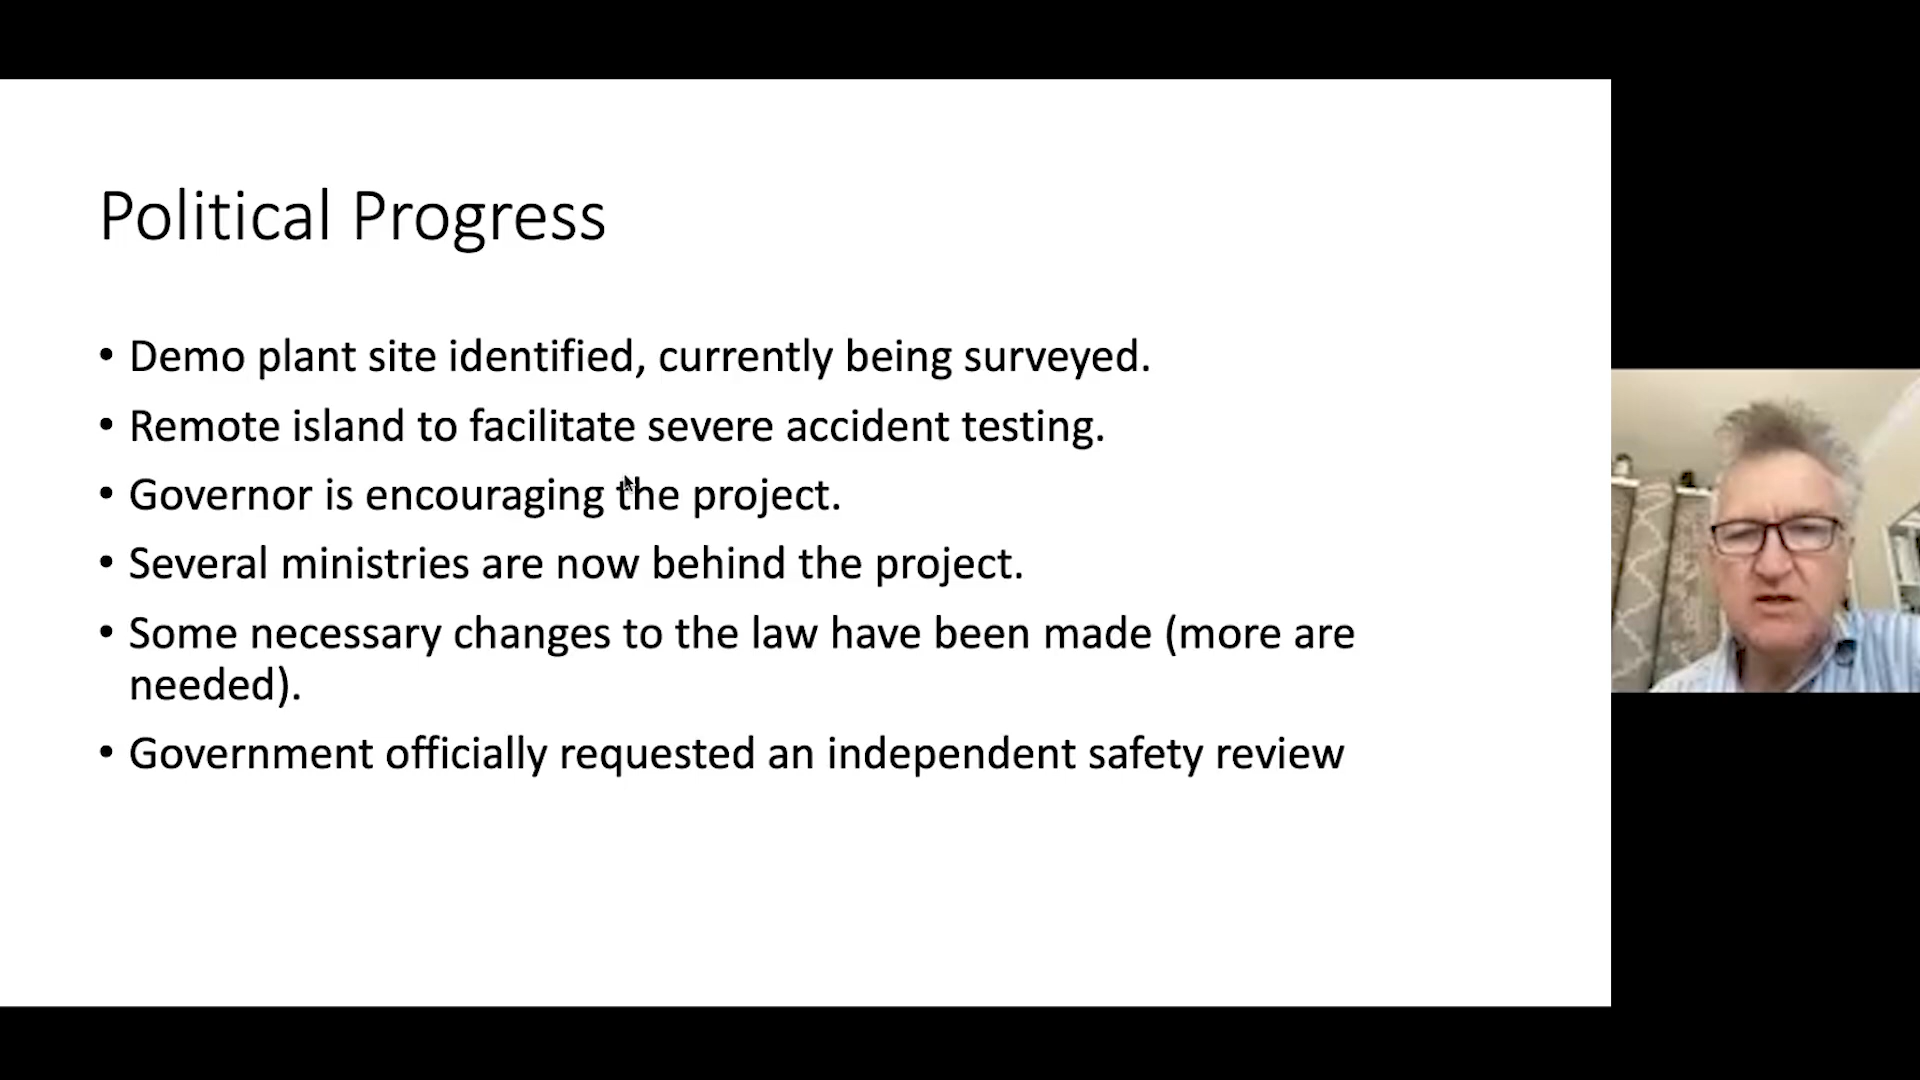 Political Progress
• Demo plant site identified, currently being surveyed.
• Remote island to facilitate severe accident testing.
• Governor is encouraging the project.
• Several ministries are now behind the project.
• Some necessary changes to the law have been made (more are
needed).
• Government officially requested an independent safety review